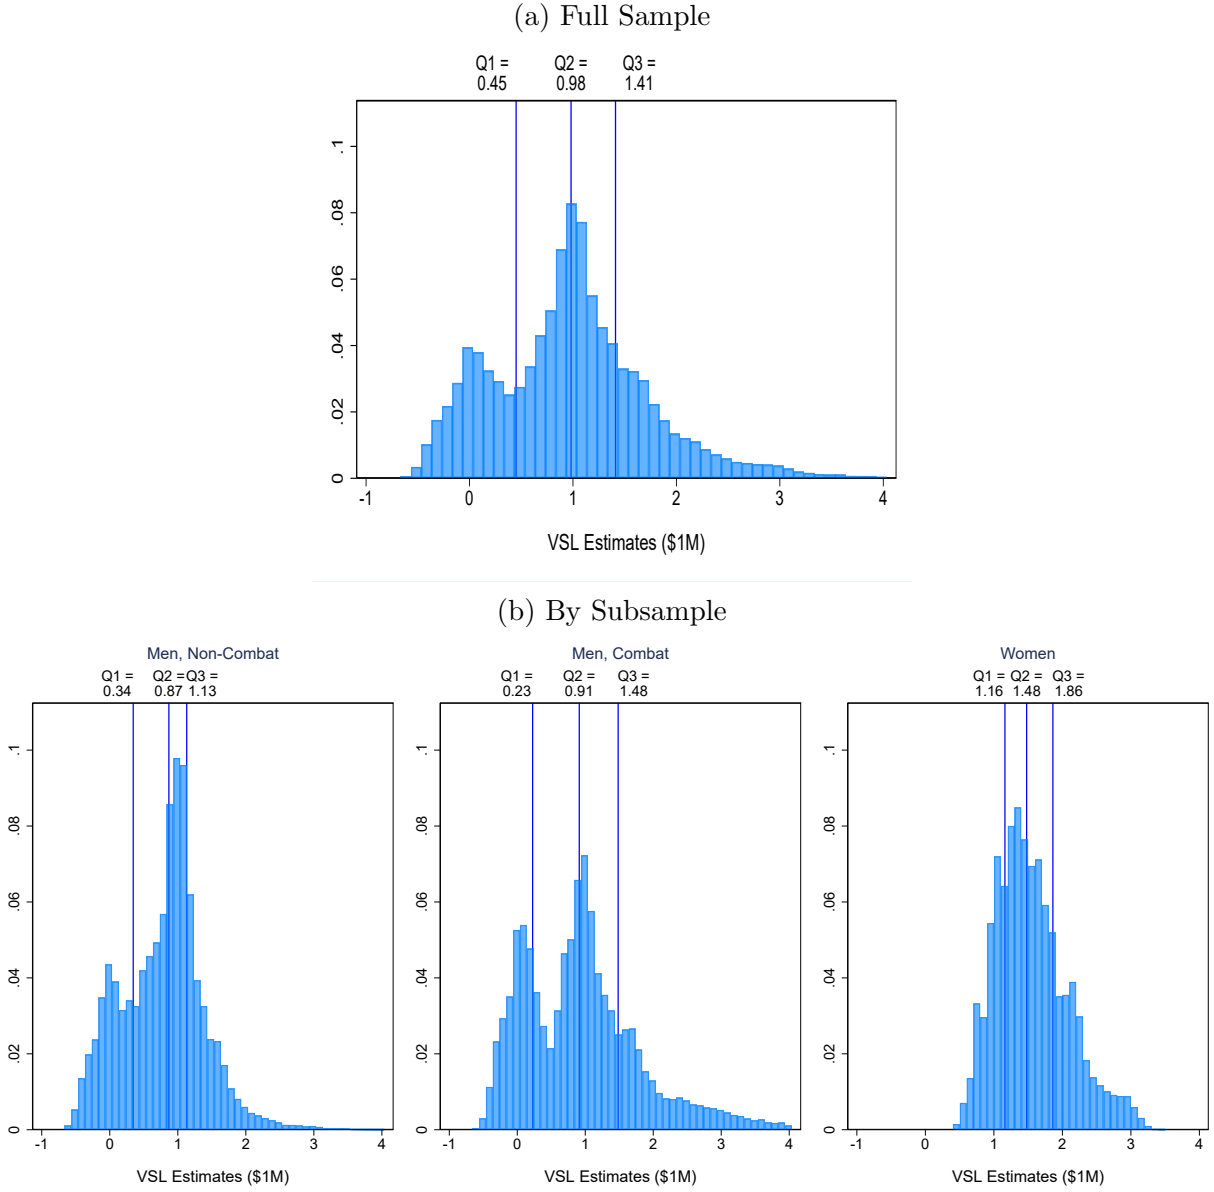 (a) Full Sample
Q1 = Q2 = Q3 =
0.45 0.98 1.41
.1
.08
.06
.04
.02
0
-1 0 1 2 3 4
VSL Estimates ($1M)
(b) By Subsample
Men, Non-Combat
Q1 = Q2 = Q3 =
0.34 0.87 1.13
.1
.08
.06
.04
.02
0
-1 0 1 2 3 4
VSL Estimates ($1M)
Men, Combat
Q1 = Q2 = Q3 =
0.23 0.91 1.48
.1
.08
.06
.04
.02
0
-1 0 1 2 3 4
VSL Estimates ($1M)
Women
Q1 = Q2 = Q3 =
1.16 1.48 1.86
.1
.08
.06
.04
.02
0
-1 0 1 2 3 4
VSL Estimates ($1M)